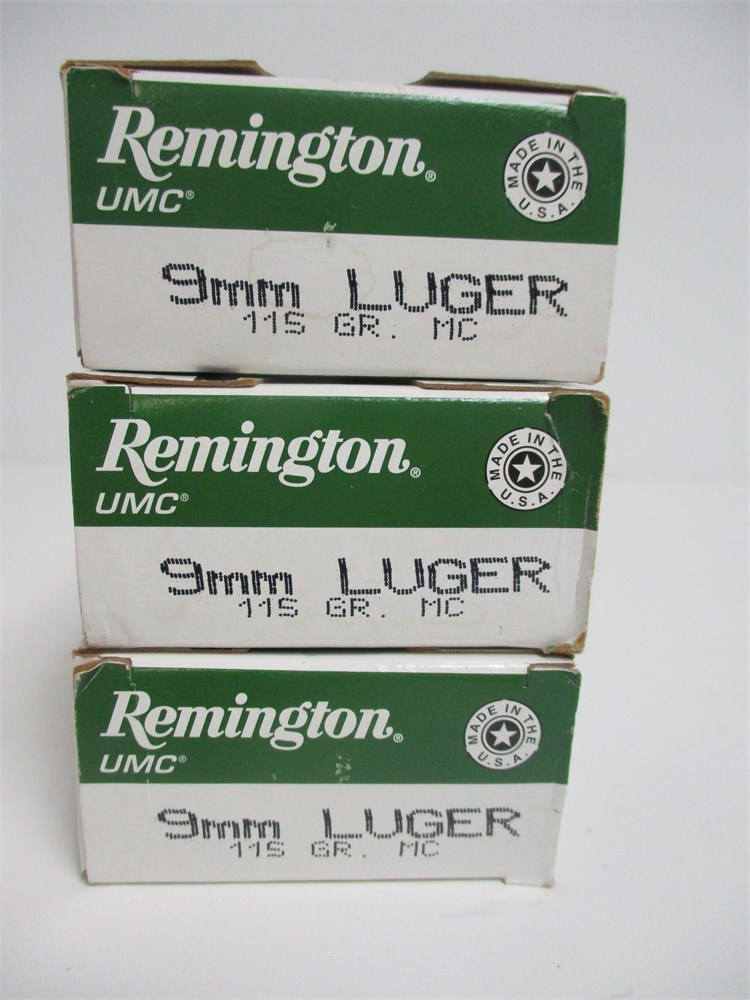 Remington®
UMC®
MADE IN THE U.S.A.
9mm LUGER
115 GR. MC
Remington®
UMC®
MADE IN THE U.S.A.
9mm LUGER
115 GR. MC
Remington®
UMC®
MADE IN THE U.S.A.
9mm LUGER
115 GR. MC